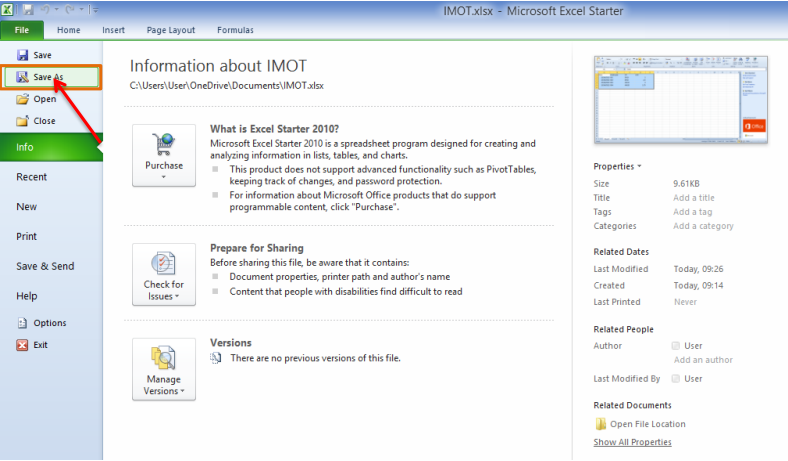 IMOT.xlsx - Microsoft Excel Starter
File Home Insert Page Layout Formulas
Save
Save As
Open
Close
Info
Recent
New
Print
Save & Send
Help
Options
Exit
Information about IMOT
C:\Users\User\OneDrive\Documents\IMOT.xlsx
Purchase
What is Excel Starter 2010?
Microsoft Excel Starter 2010 is a spreadsheet program designed for creating and
analyzing information in lists, tables, and charts.
This product does not support advanced functionality such as PivotTables,
keeping track of changes, and password protection.
For information about Microsoft Office products that do support
programmable content, click "Purchase".
Check for
Issues
Prepare for Sharing
Before sharing this file, be aware that it contains:
Document properties, printer path and author's name
Content that people with disabilities find difficult to read
Manage
Versions
Versions
There are no previous versions of this file.
Properties
Size 9.61KB
Title Add a title
Tags Add a tag
Categories Add a category
Related Dates
Last Modified Today, 09:26
Created Today, 09:14
Last Printed Never
Related People
Author User
Add an author
Last Modified By User
Related Documents
Open File Location
Show All Properties